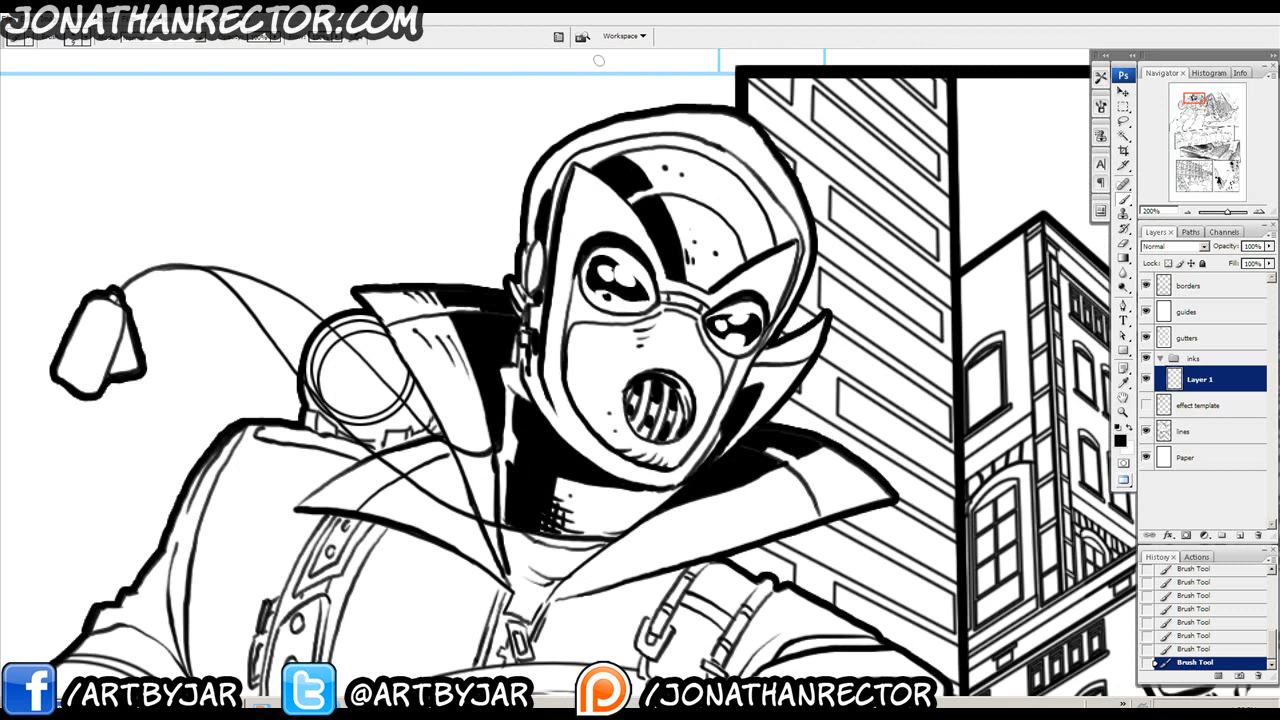 JONATHANRECTOR.COM
Workspace
Ps
Navigator × Histogram Info
200%
Layers × Paths Channels
Normal Opacity: 100%
Lock: Fill: 100%
borders
guides
gutters
inks
Layer 1
effect template
lines
Paper
History × Actions
Brush Tool
Brush Tool
Brush Tool
Brush Tool
Brush Tool
Brush Tool
Brush Tool
Brush Tool
/ARTBYJAR @ARTBYJAR /JONATHANRECTOR